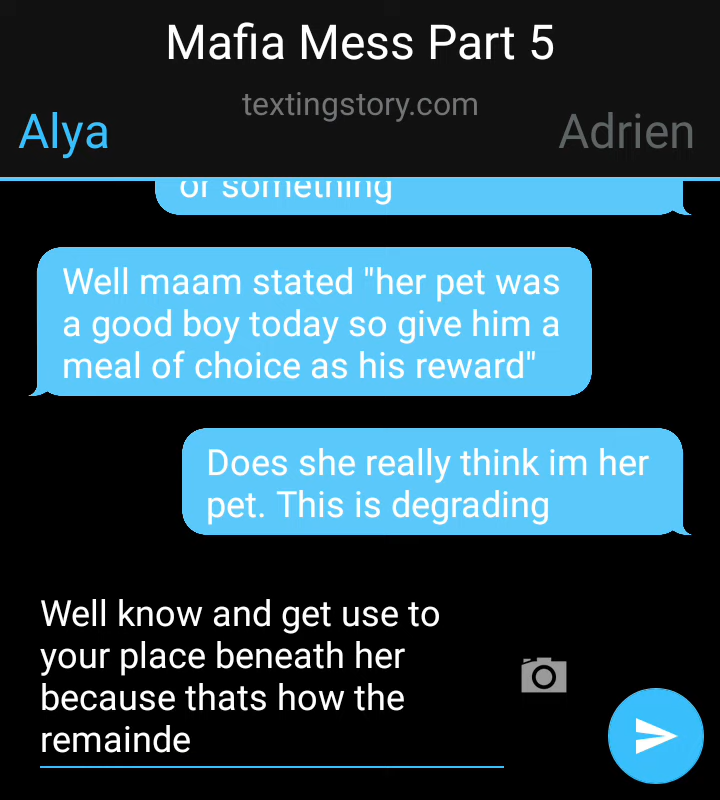 Mafia Mess Part 5
textingstory.com
Alya
Adrien
or something
Well maam stated "her pet was
a good boy today so give him a
meal of choice as his reward"
Does she really think im her
pet. This is degrading
Well know and get use to
your place beneath her
because thats how the
remainde